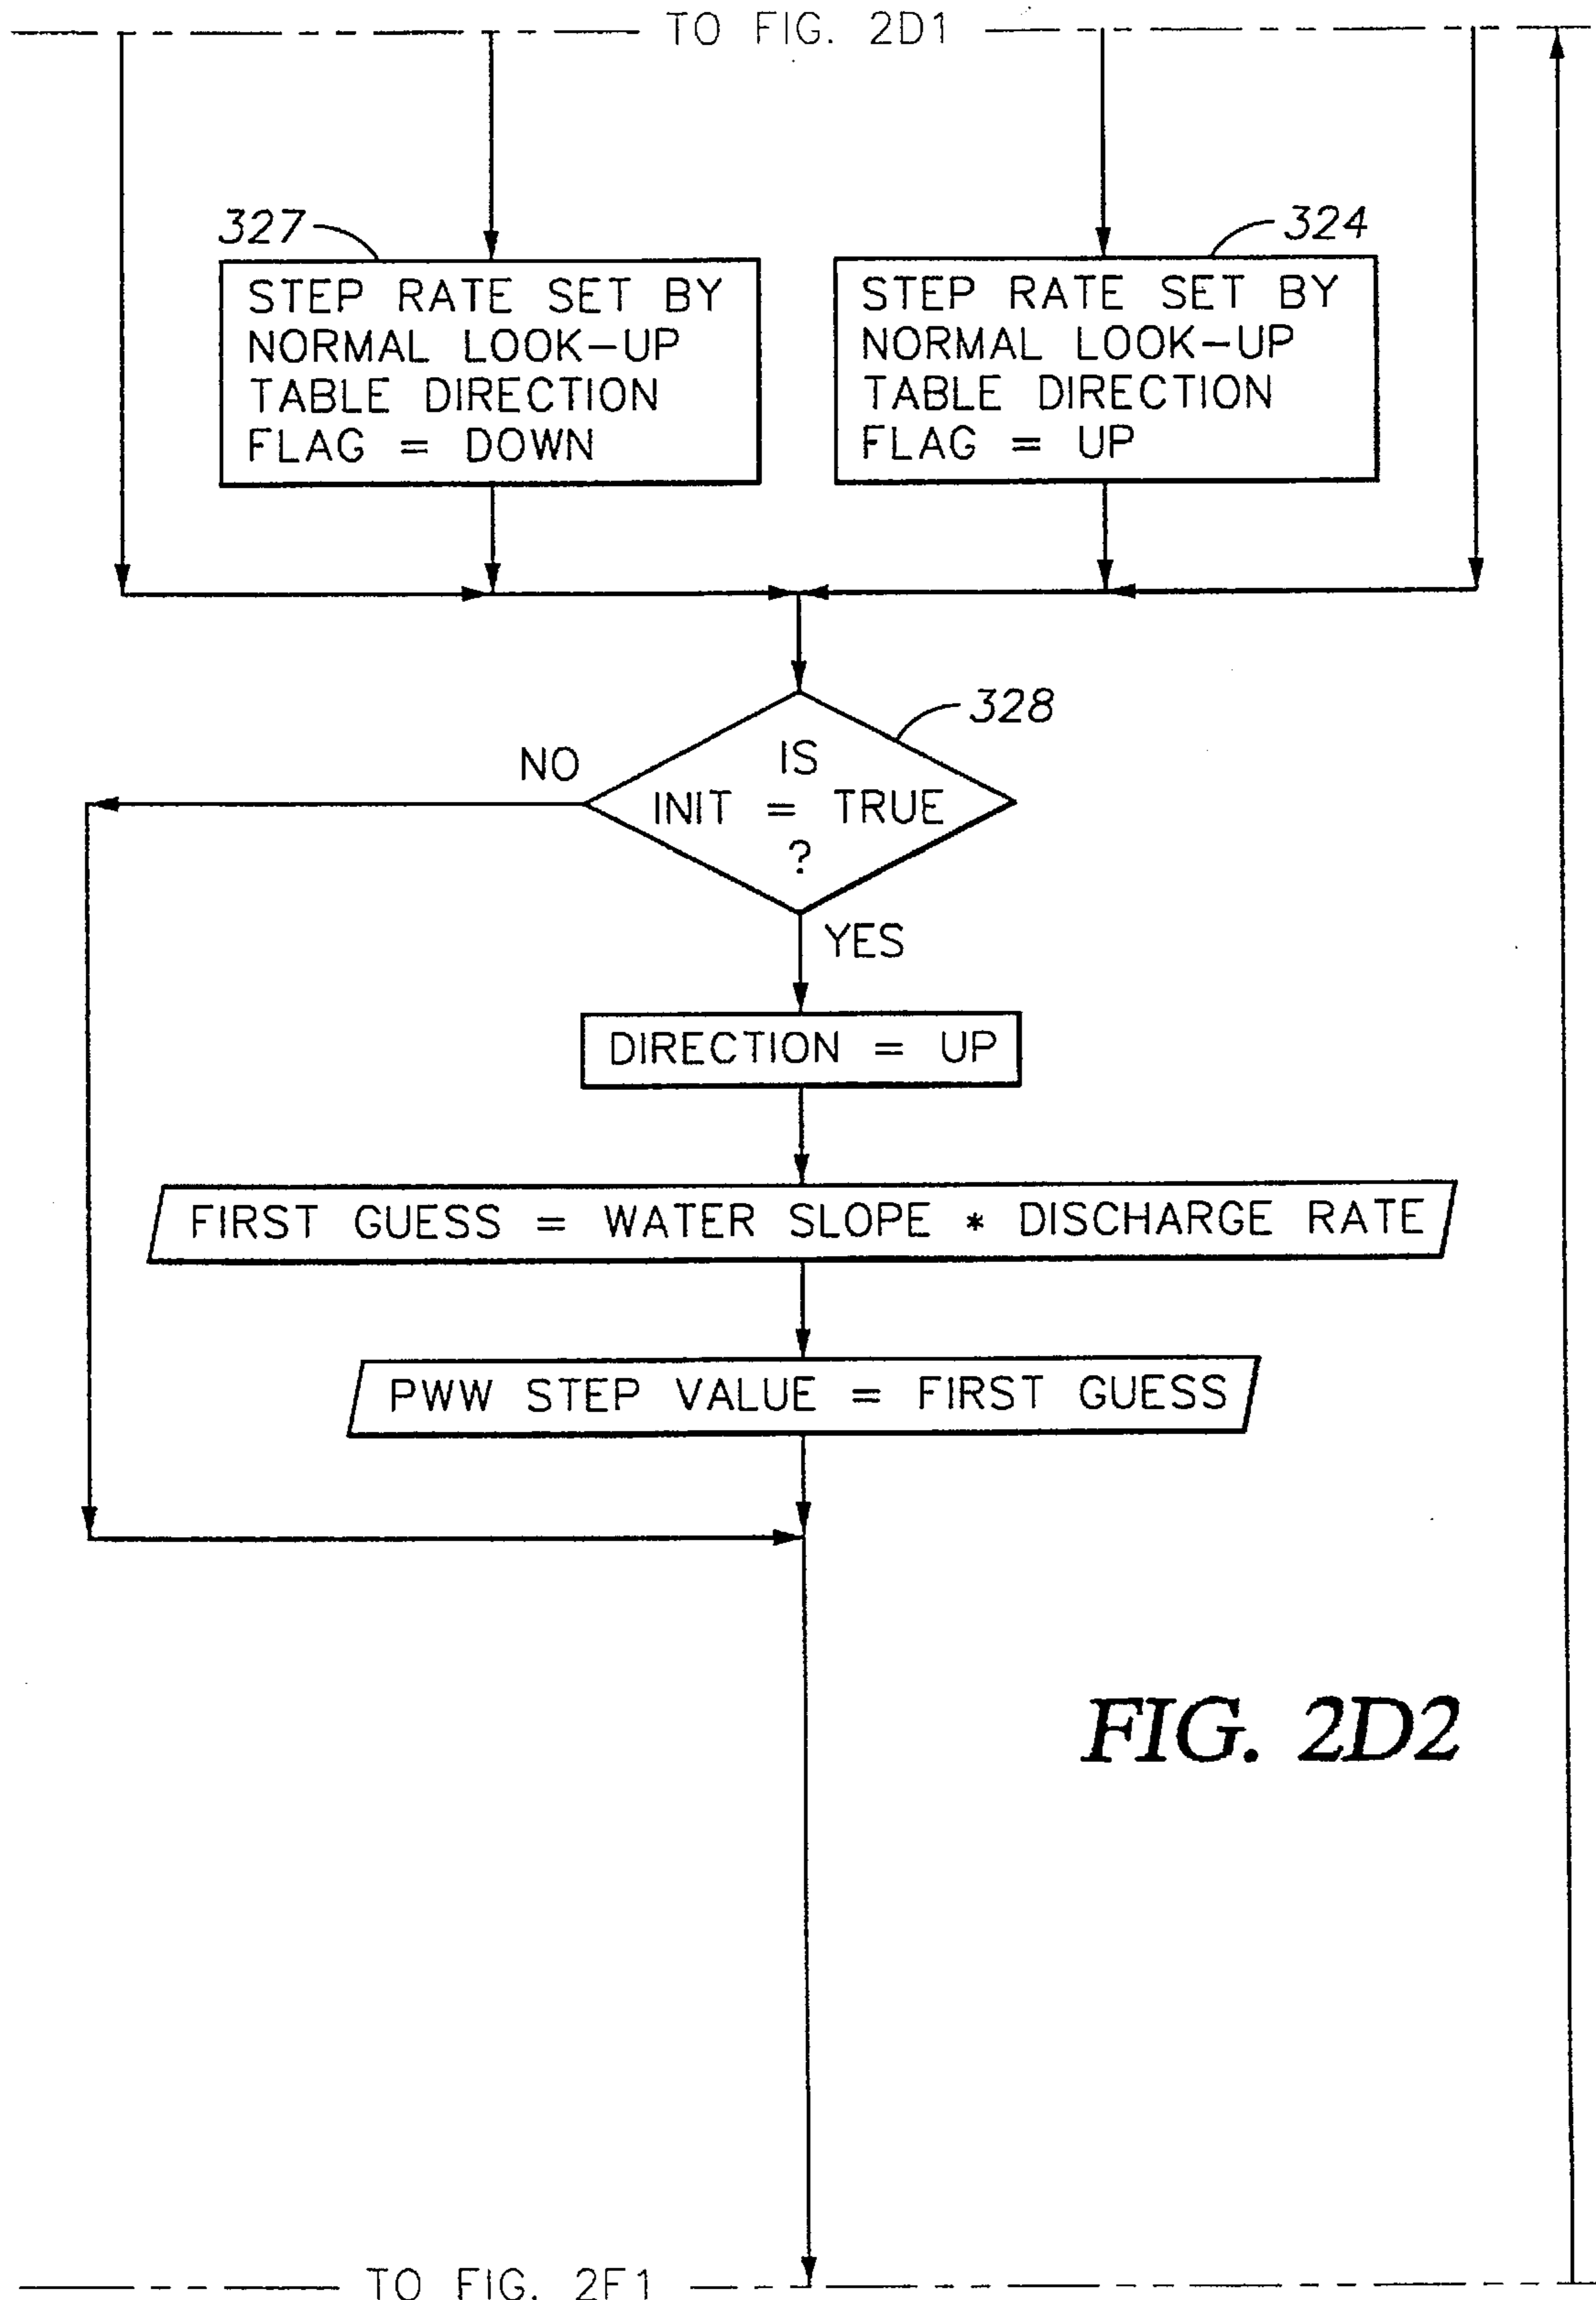 TO FIG. 2D1
327
STEP RATE SET BY
NORMAL LOOK-UP
TABLE DIRECTION
FLAG = DOWN
324
STEP RATE SET BY
NORMAL LOOK-UP
TABLE DIRECTION
FLAG = UP
328
NO
IS
INIT = TRUE
?
YES
DIRECTION = UP
FIRST GUESS = WATER SLOPE * DISCHARGE RATE
PWW STEP VALUE = FIRST GUESS
FIG. 2D2
TO FIG. 2F1